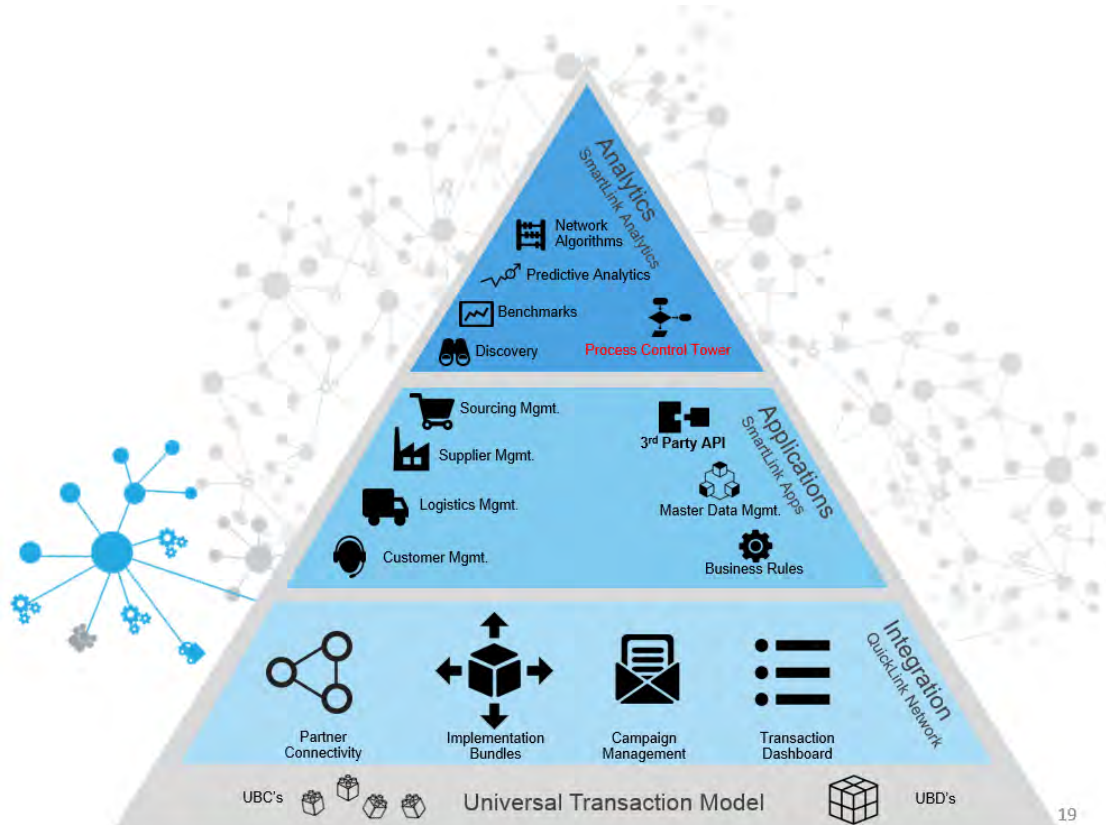 Analytics
SmartLink Analytics
Network
Algorithms
Predictive Analytics
Benchmarks
Discovery
Process Control Tower
Applications
SmartLink Apps
Sourcing Mgmt.
3rd Party API
Supplier Mgmt.
Logistics Mgmt.
Master Data Mgmt.
Customer Mgmt.
Business Rules
Integration
QuickLink Network
Partner
Connectivity
Implementation
Bundles
Campaign
Management
Transaction
Dashboard
UBC's
Universal Transaction Model
UBD's
19